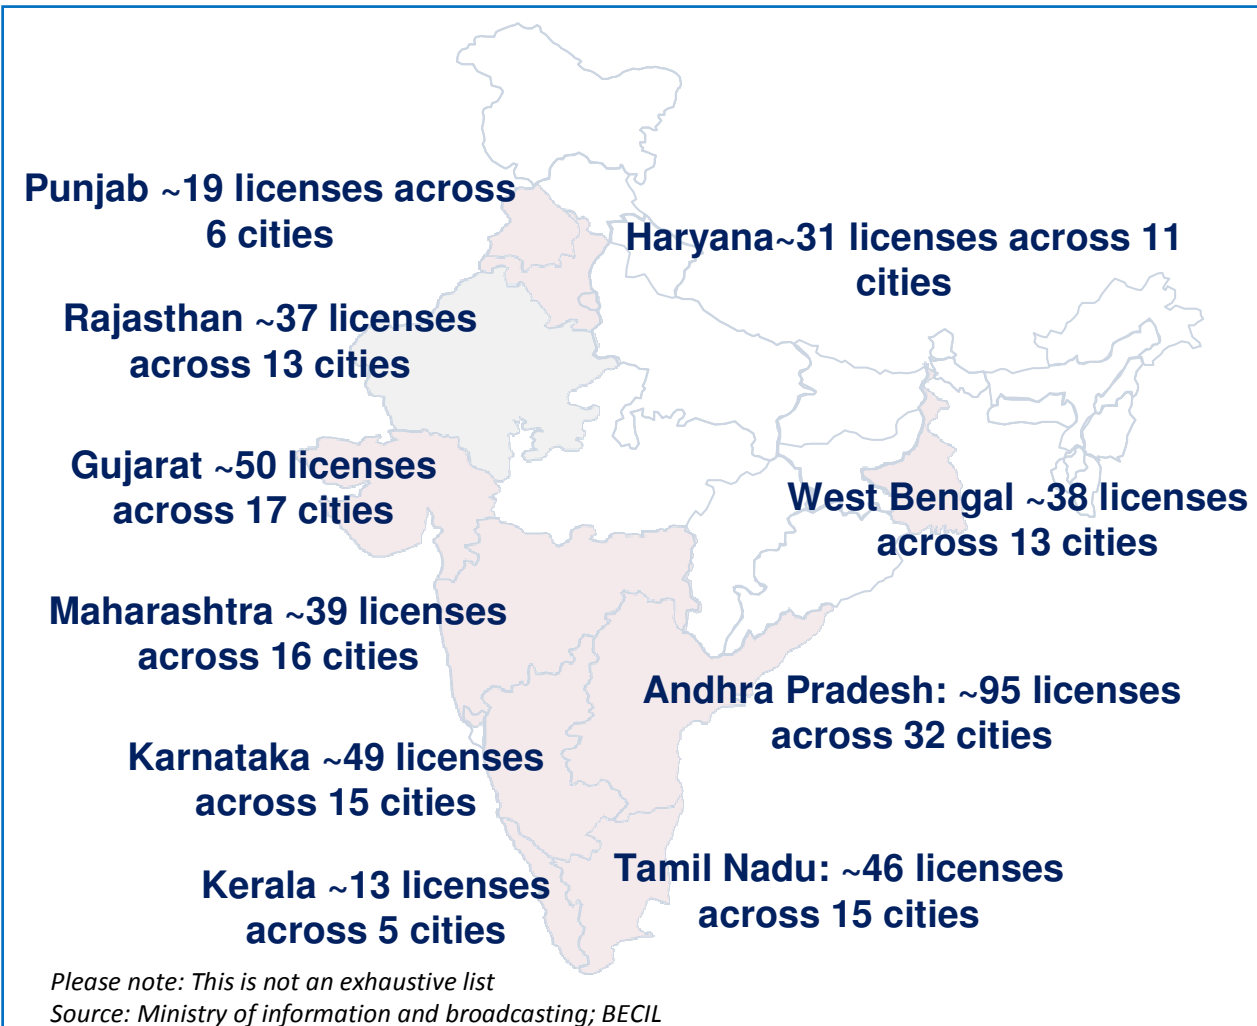 Punjab ~19 licenses across
6 cities
Haryana~31 licenses across 11
cities
Rajasthan ~37 licenses
across 13 cities
Gujarat ~50 licenses
across 17 cities
West Bengal ~38 licenses
across 13 cities
Maharashtra ~39 licenses
across 16 cities
Andhra Pradesh: ~95 licenses
across 32 cities
Karnataka ~49 licenses
across 15 cities
Tamil Nadu: ~46 licenses
across 15 cities
Kerala ~13 licenses
across 5 cities
Please note: This is not an exhaustive list
Source: Ministry of information and broadcasting; BECIL